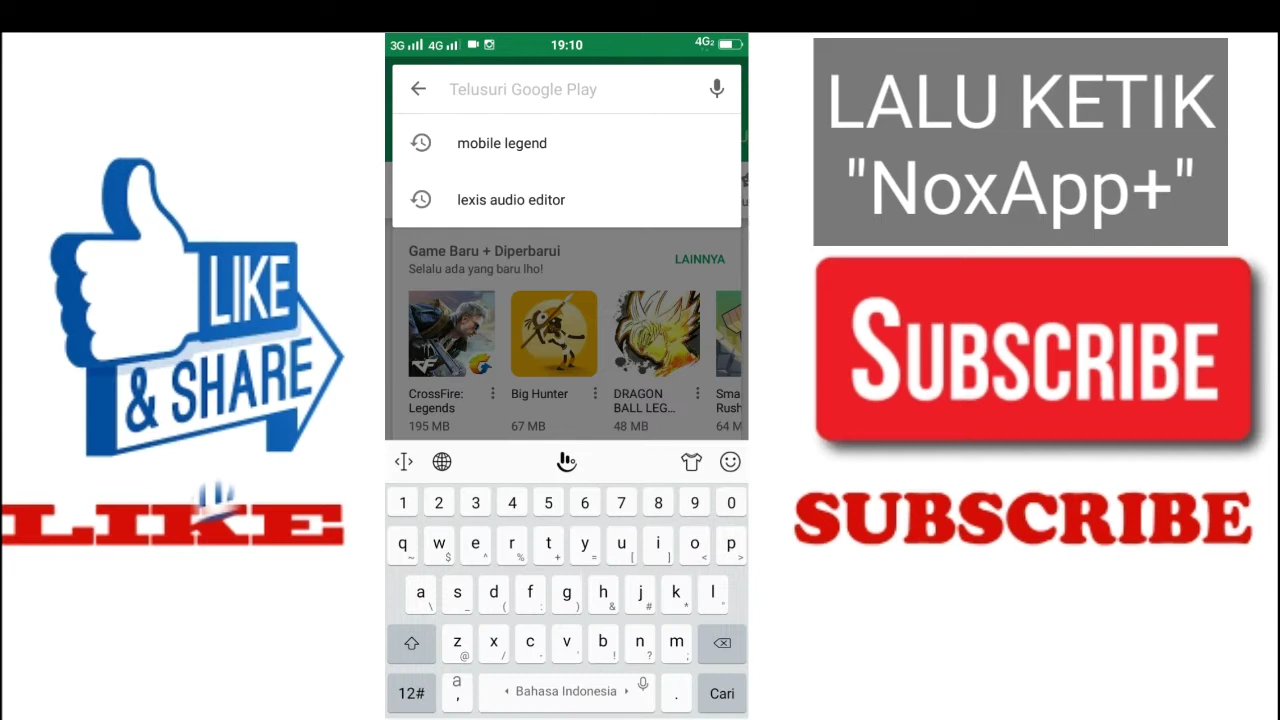 LIKE
& SHARE
LIKE
3G 4G 19:10 4G2
Telusuri Google Play
mobile legend
lexis audio editor
Game Baru + Diperbarui
Selalu ada yang baru lho!
LAINNYA
CrossFire:
Legends
195 MB
Big Hunter
67 MB
DRAGON
BALL LEG...
48 MB
Sma
Rush
64 M
1 2 3 4 5 6 7 8 9 0
q w e r t y u i o p
~ $ ^ % + = [ ] < >
a s d f g h j k l
\ _ ( : ) & # * "
z x c v b n m
@ / - ' ! ? ;
12# a , Bahasa Indonesia . Cari
LALU KETIK
"NoxApp+"
SUBSCRIBE
SUBSCRIBE